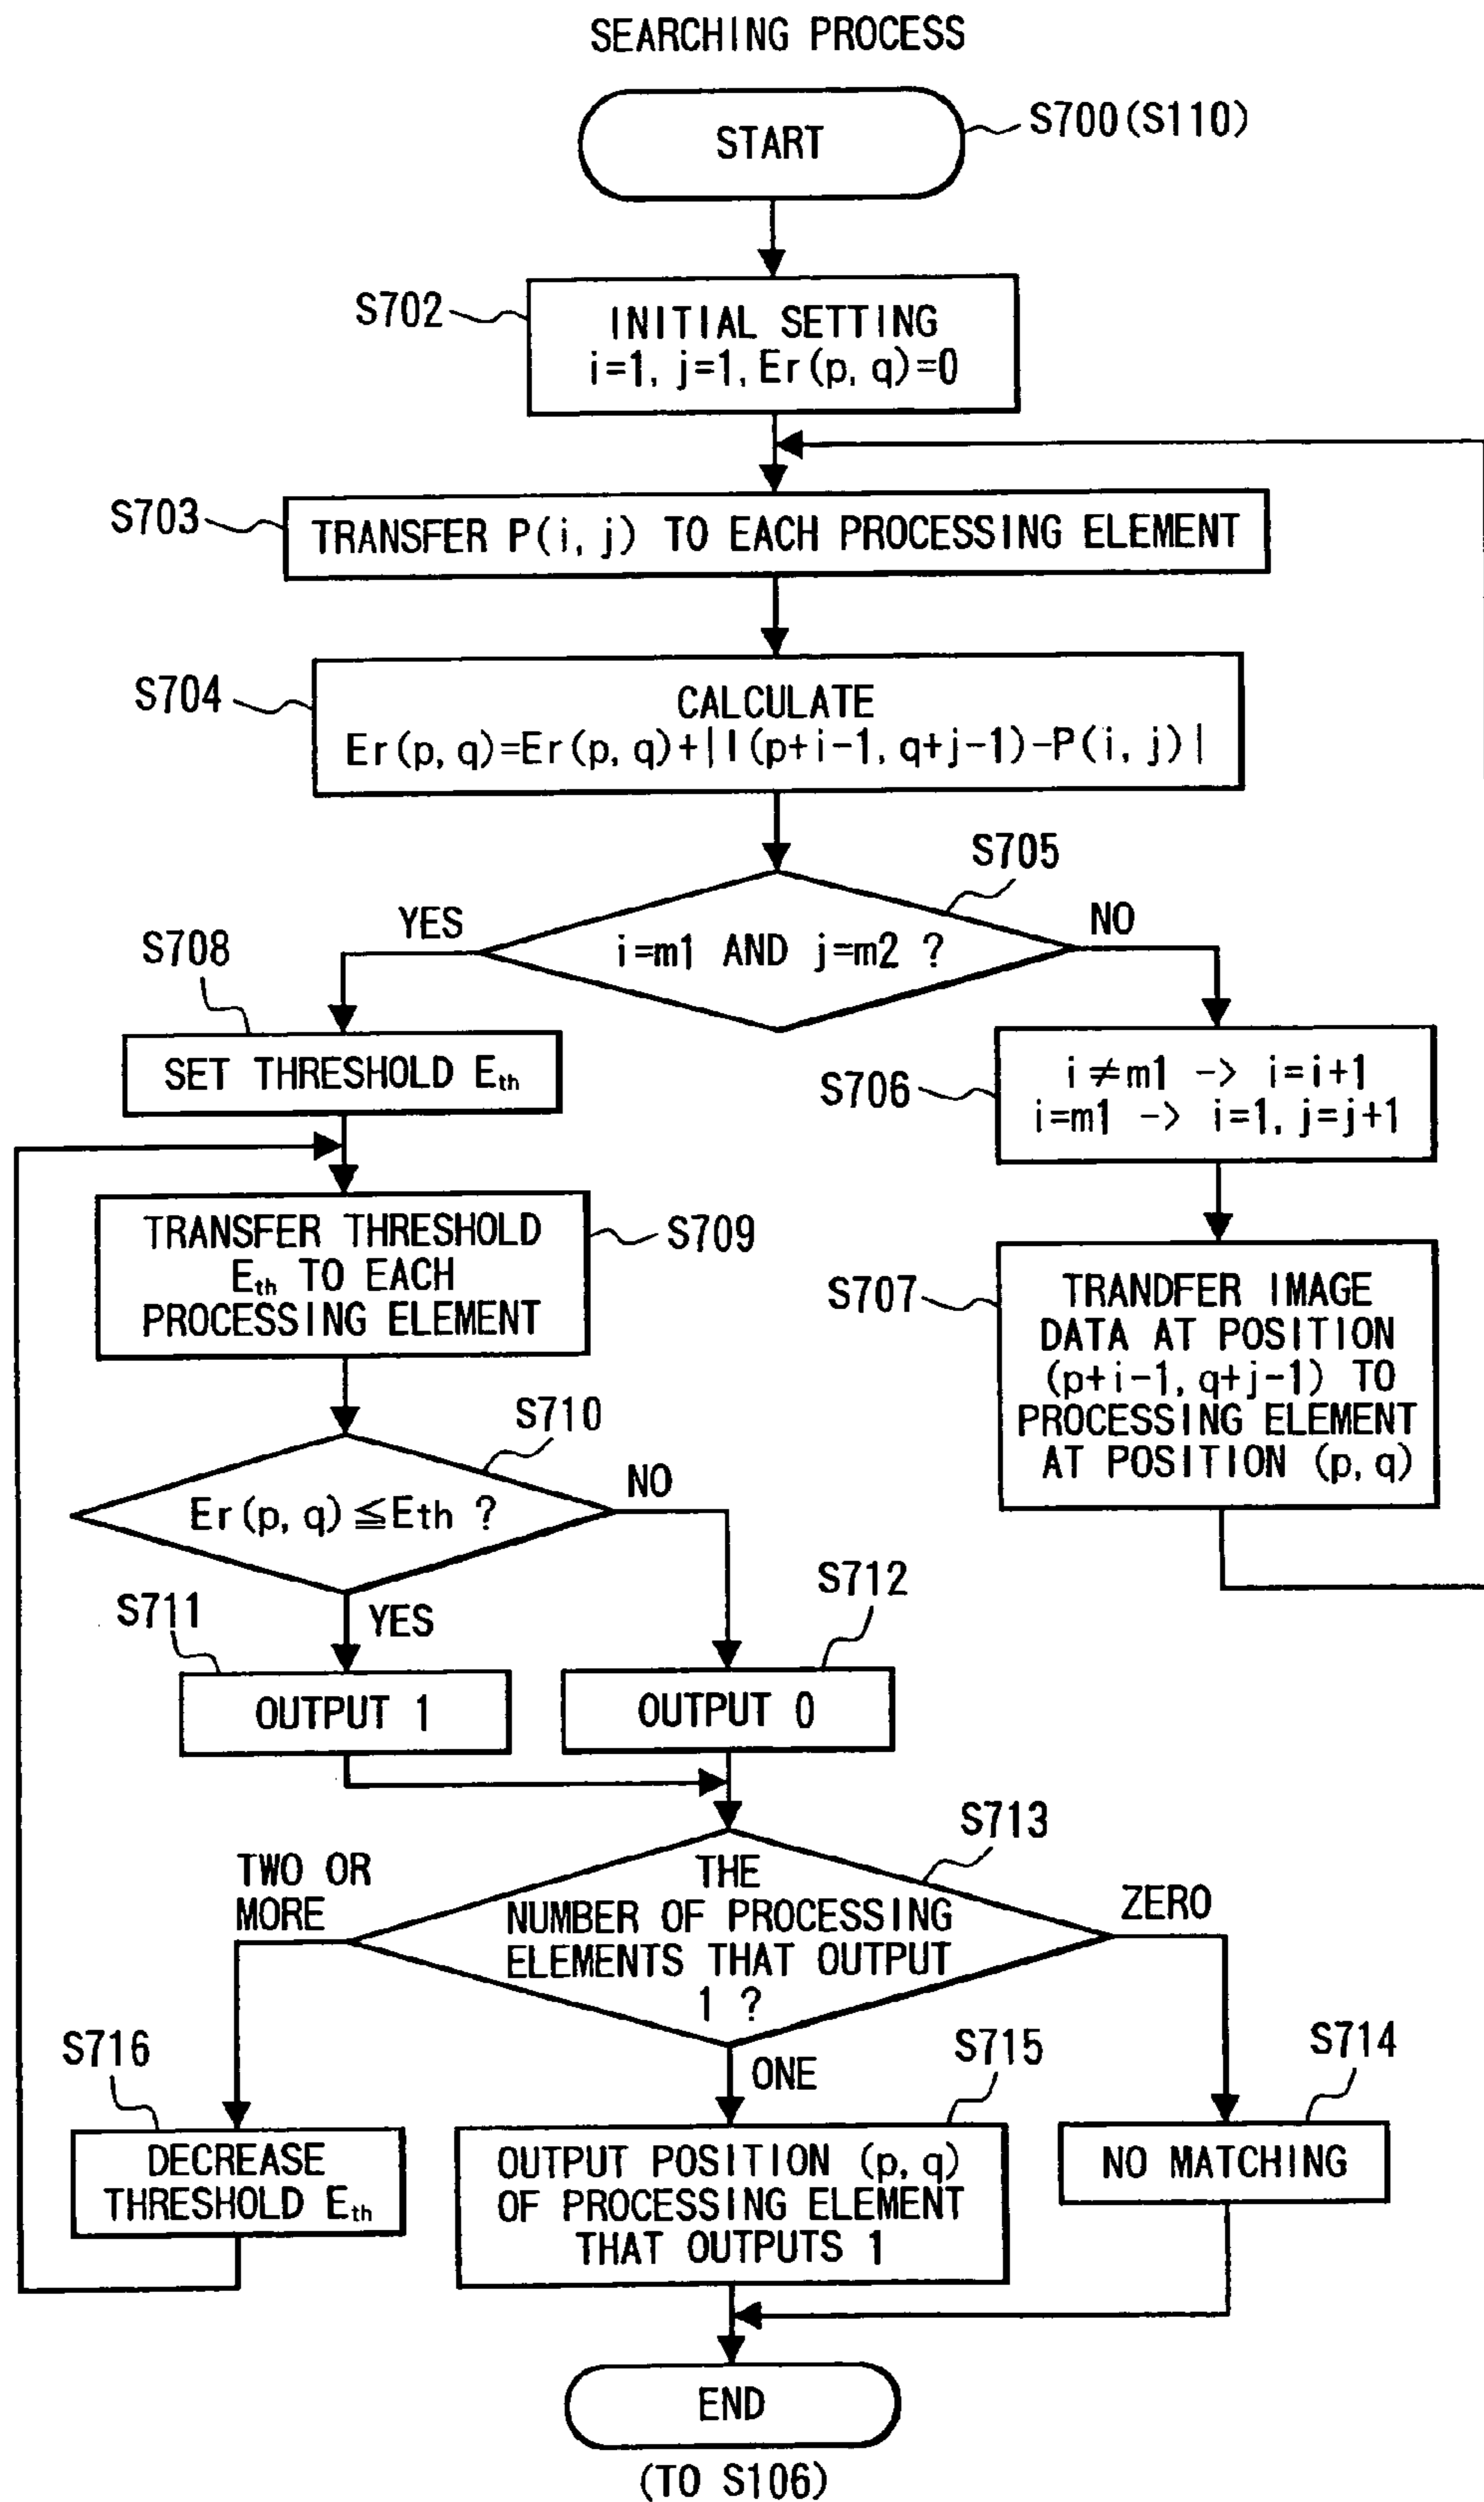 SEARCHING PROCESS
START
S700(S110)
S702
INITIAL SETTING
i=1, j=1, Er(p, q)=0
S703
TRANSFER P(i, j) TO EACH PROCESSING ELEMENT
S704
CALCULATE
Er(p, q)=Er(p, q)+|I(p+i-1, q+j-1)-P(i, j)|
S705
YES
NO
i=m1 AND j=m2 ?
S708
SET THRESHOLD Eth
S706
i≠m1 -> i=i+1
i=m1 -> i=1, j=j+1
TRANSFER THRESHOLD
Eth TO EACH
PROCESSING ELEMENT
S709
S707
TRANDFER IMAGE
DATA AT POSITION
(p+i-1, q+j-1) TO
PROCESSING ELEMENT
AT POSITION (p, q)
S710
NO
Er(p, q)≦Eth ?
S711
YES
S712
OUTPUT 1
OUTPUT 0
S713
TWO OR
MORE
THE
NUMBER OF PROCESSING
ELEMENTS THAT OUTPUT
1 ?
ZERO
S716
ONE
S715
S714
DECREASE
THRESHOLD Eth
OUTPUT POSITION (p, q)
OF PROCESSING ELEMENT
THAT OUTPUTS 1
NO MATCHING
END
(TO S106)